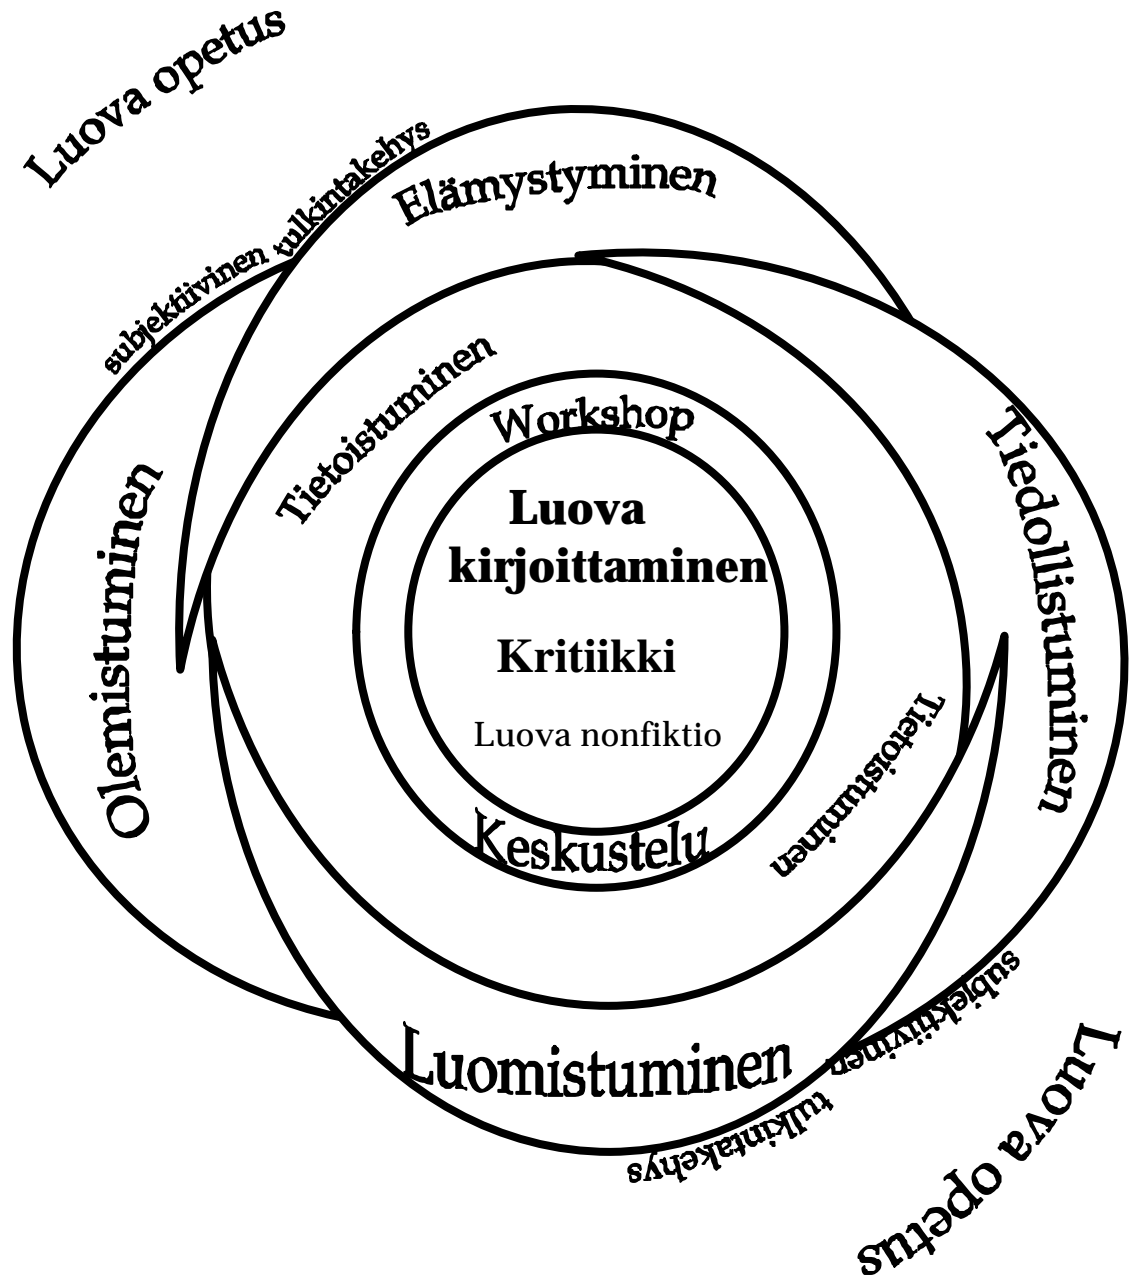 Luova opetus
subjektiivinen tulkintakehys
Elämystyminen
Tietoistuminen
Workshop
Tiedollistuminen
Olemistuminen
Luova
kirjoittaminen
Kritiikki
Luova nonfiktio
Keskustelu
Tietoistuminen
Luomistuminen
subjektiivinen tulkintakehys
Luova opetus